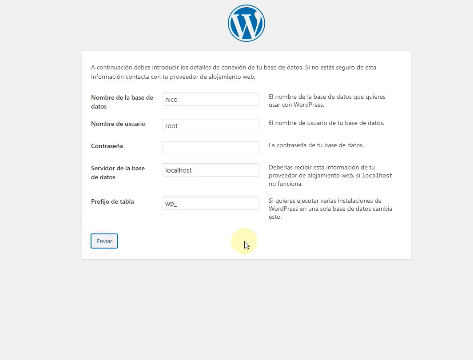 A continuación debes introducir los detalles de conexión de tu base de datos. Si no estás seguro de esta
información contacta con tu proveedor de alojamiento web.
Nombre de la base de
datos
nico
El nombre de la base de datos que quieres
usar con WordPress.
Nombre de usuario
root
El nombre de usuario de tu base de datos.
Contraseña
La contraseña de tu base de datos.
Servidor de la base
de datos
localhost
Deberías recibir esta información de tu
proveedor de alojamiento web, si localhost
no funciona.
Prefijo de tabla
wp_
Si quieres ejecutar varias instalaciones de
WordPress en una sola base de datos cambia
esto.
Enviar